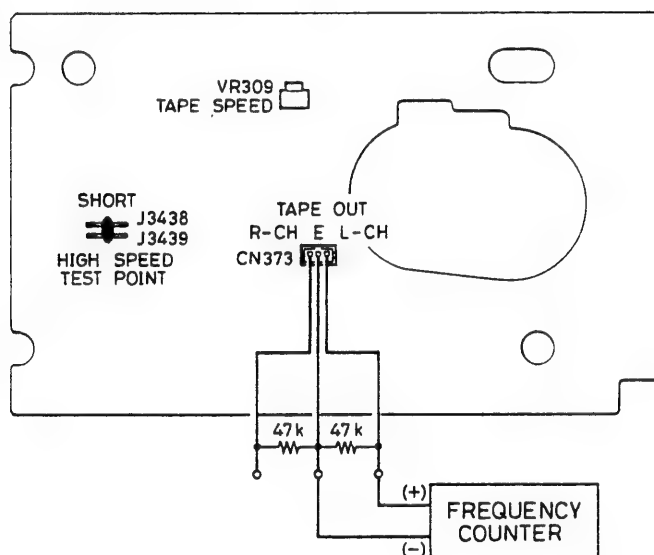 VR309
TAPE SPEED
SHORT
J3438
J3439
HIGH SPEED
TEST POINT
TAPE OUT
R-CH E L-CH
CN373
47k 47k
(+)
FREQUENCY
COUNTER
(-)